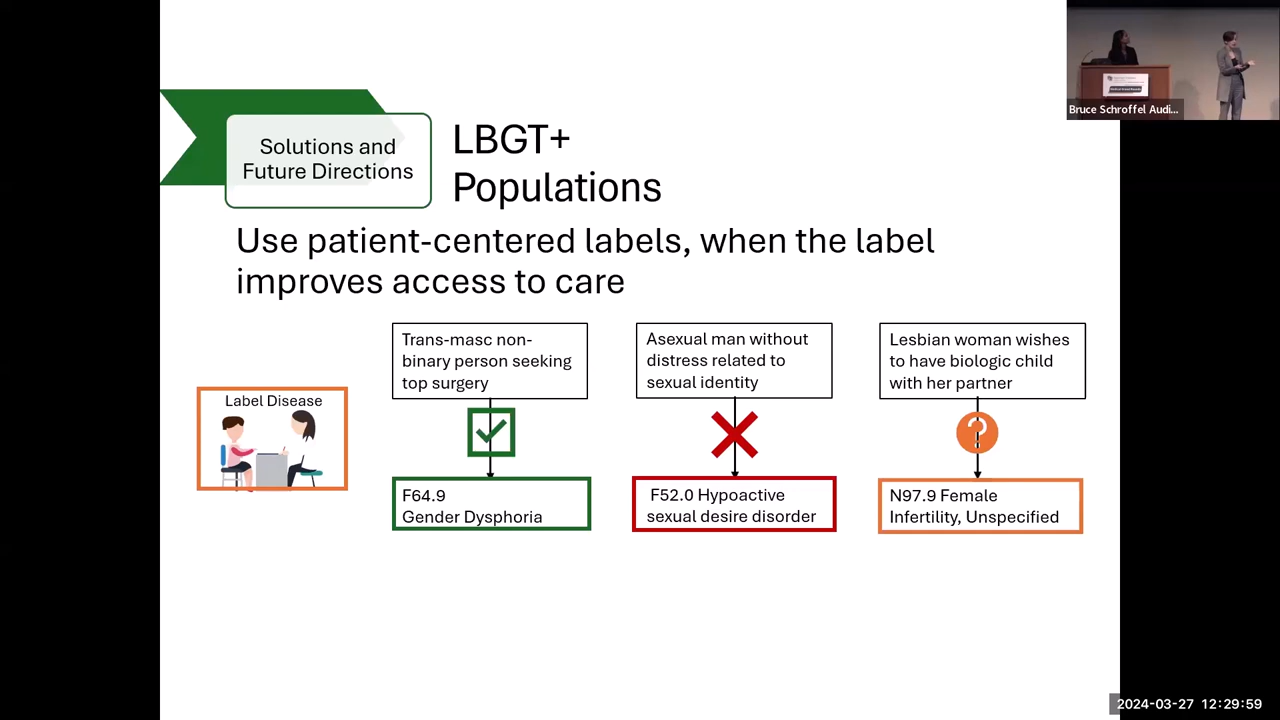 Bruce Schroffel Audi...
Solutions and
Future Directions
LBGT+
Populations
Use patient-centered labels, when the label
improves access to care
Label Disease
Trans-masc non-
binary person seeking
top surgery
Asexual man without
distress related to
sexual identity
Lesbian woman wishes
to have biologic child
with her partner
F64.9
Gender Dysphoria
F52.0 Hypoactive
sexual desire disorder
N97.9 Female
Infertility, Unspecified
2024-03-27 12:29:59